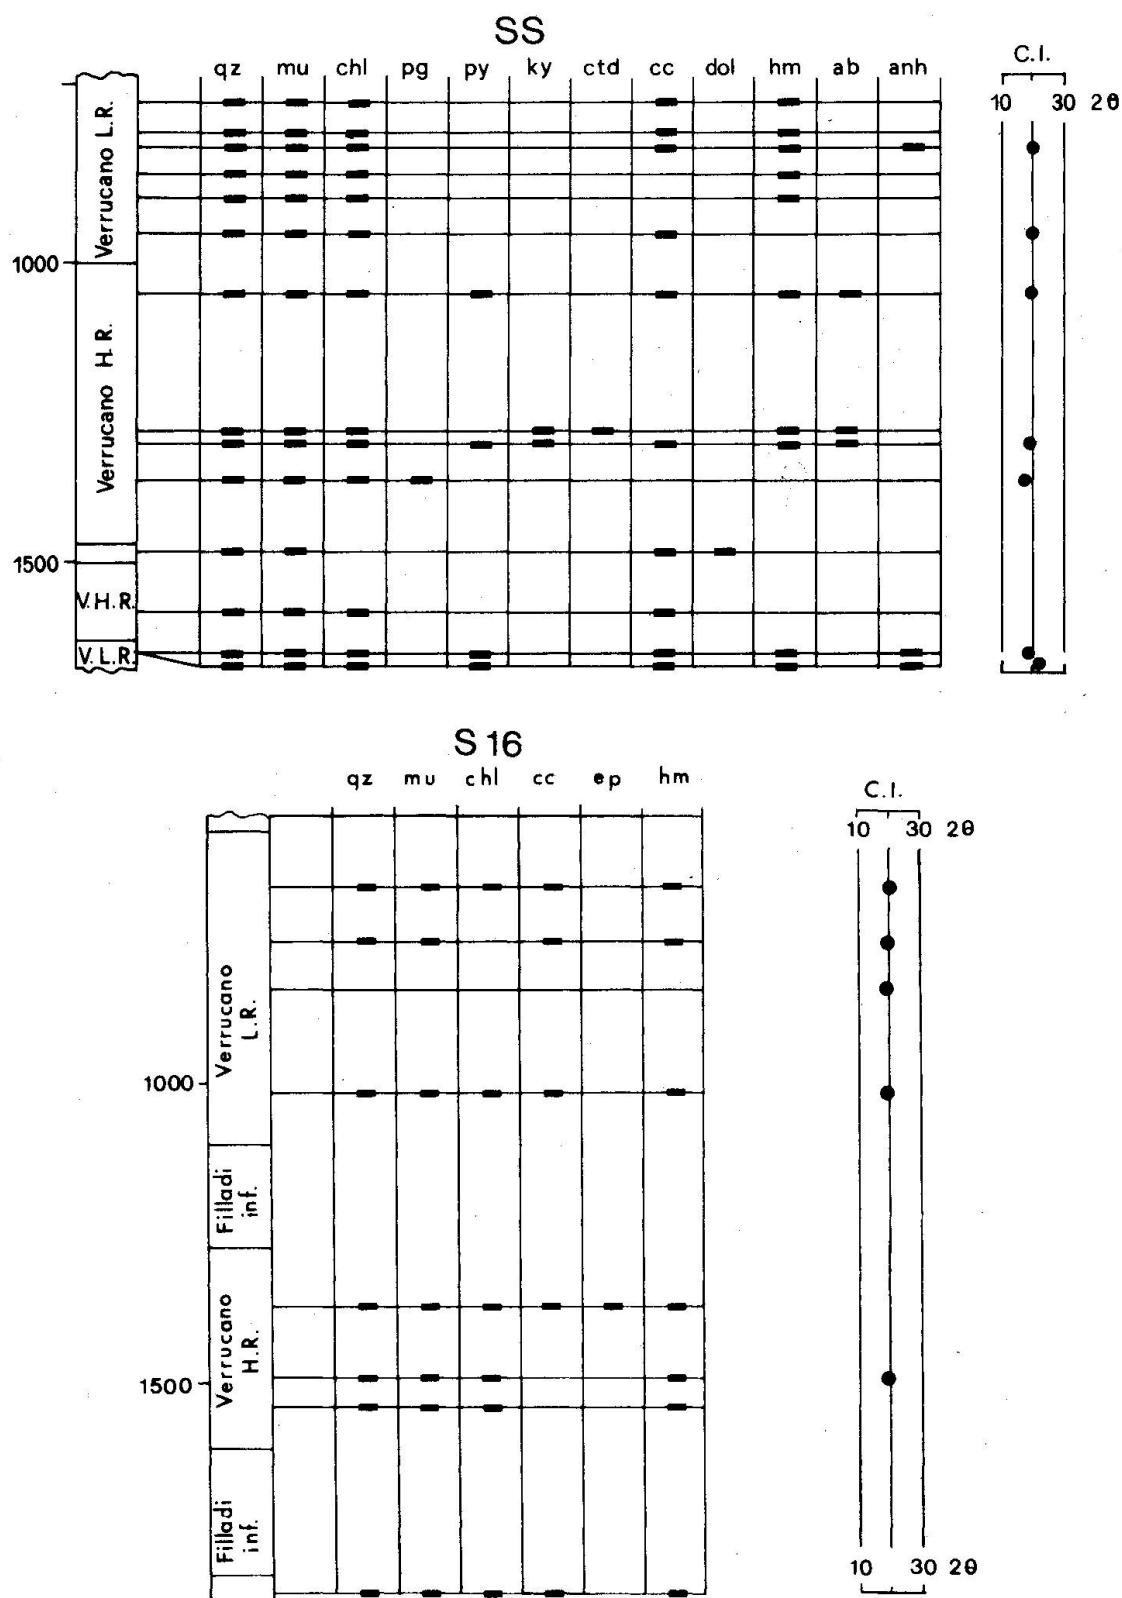 SS
qz mu chl pg py ky ctd cc dol hm ab anh
C.I.
10 30 2θ
Verrucano L.R.
1000
Verrucano H.R.
1500
V.H.R.
V.L.R.
S 16
qz mu chl cc ep hm
C.I.
10 30 2θ
Verrucano
L.R.
1000
Filladi
inf.
Verrucano
H.R.
1500
Filladi
inf.
10 30 2θ